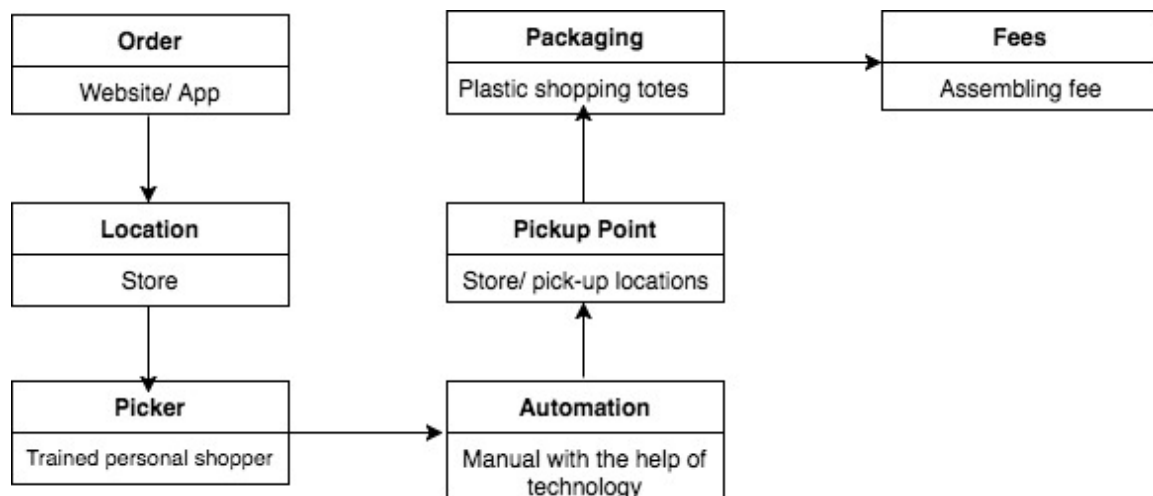 Order
Website/ App
Location
Store
Picker
Trained personal shopper
Automation
Manual with the help of
technology
Pickup Point
Store/ pick-up locations
Packaging
Plastic shopping totes
Fees
Assembling fee